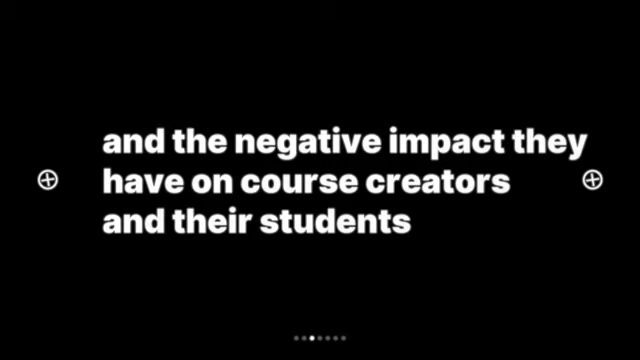 and the negative impact they
have on course creators
and their students